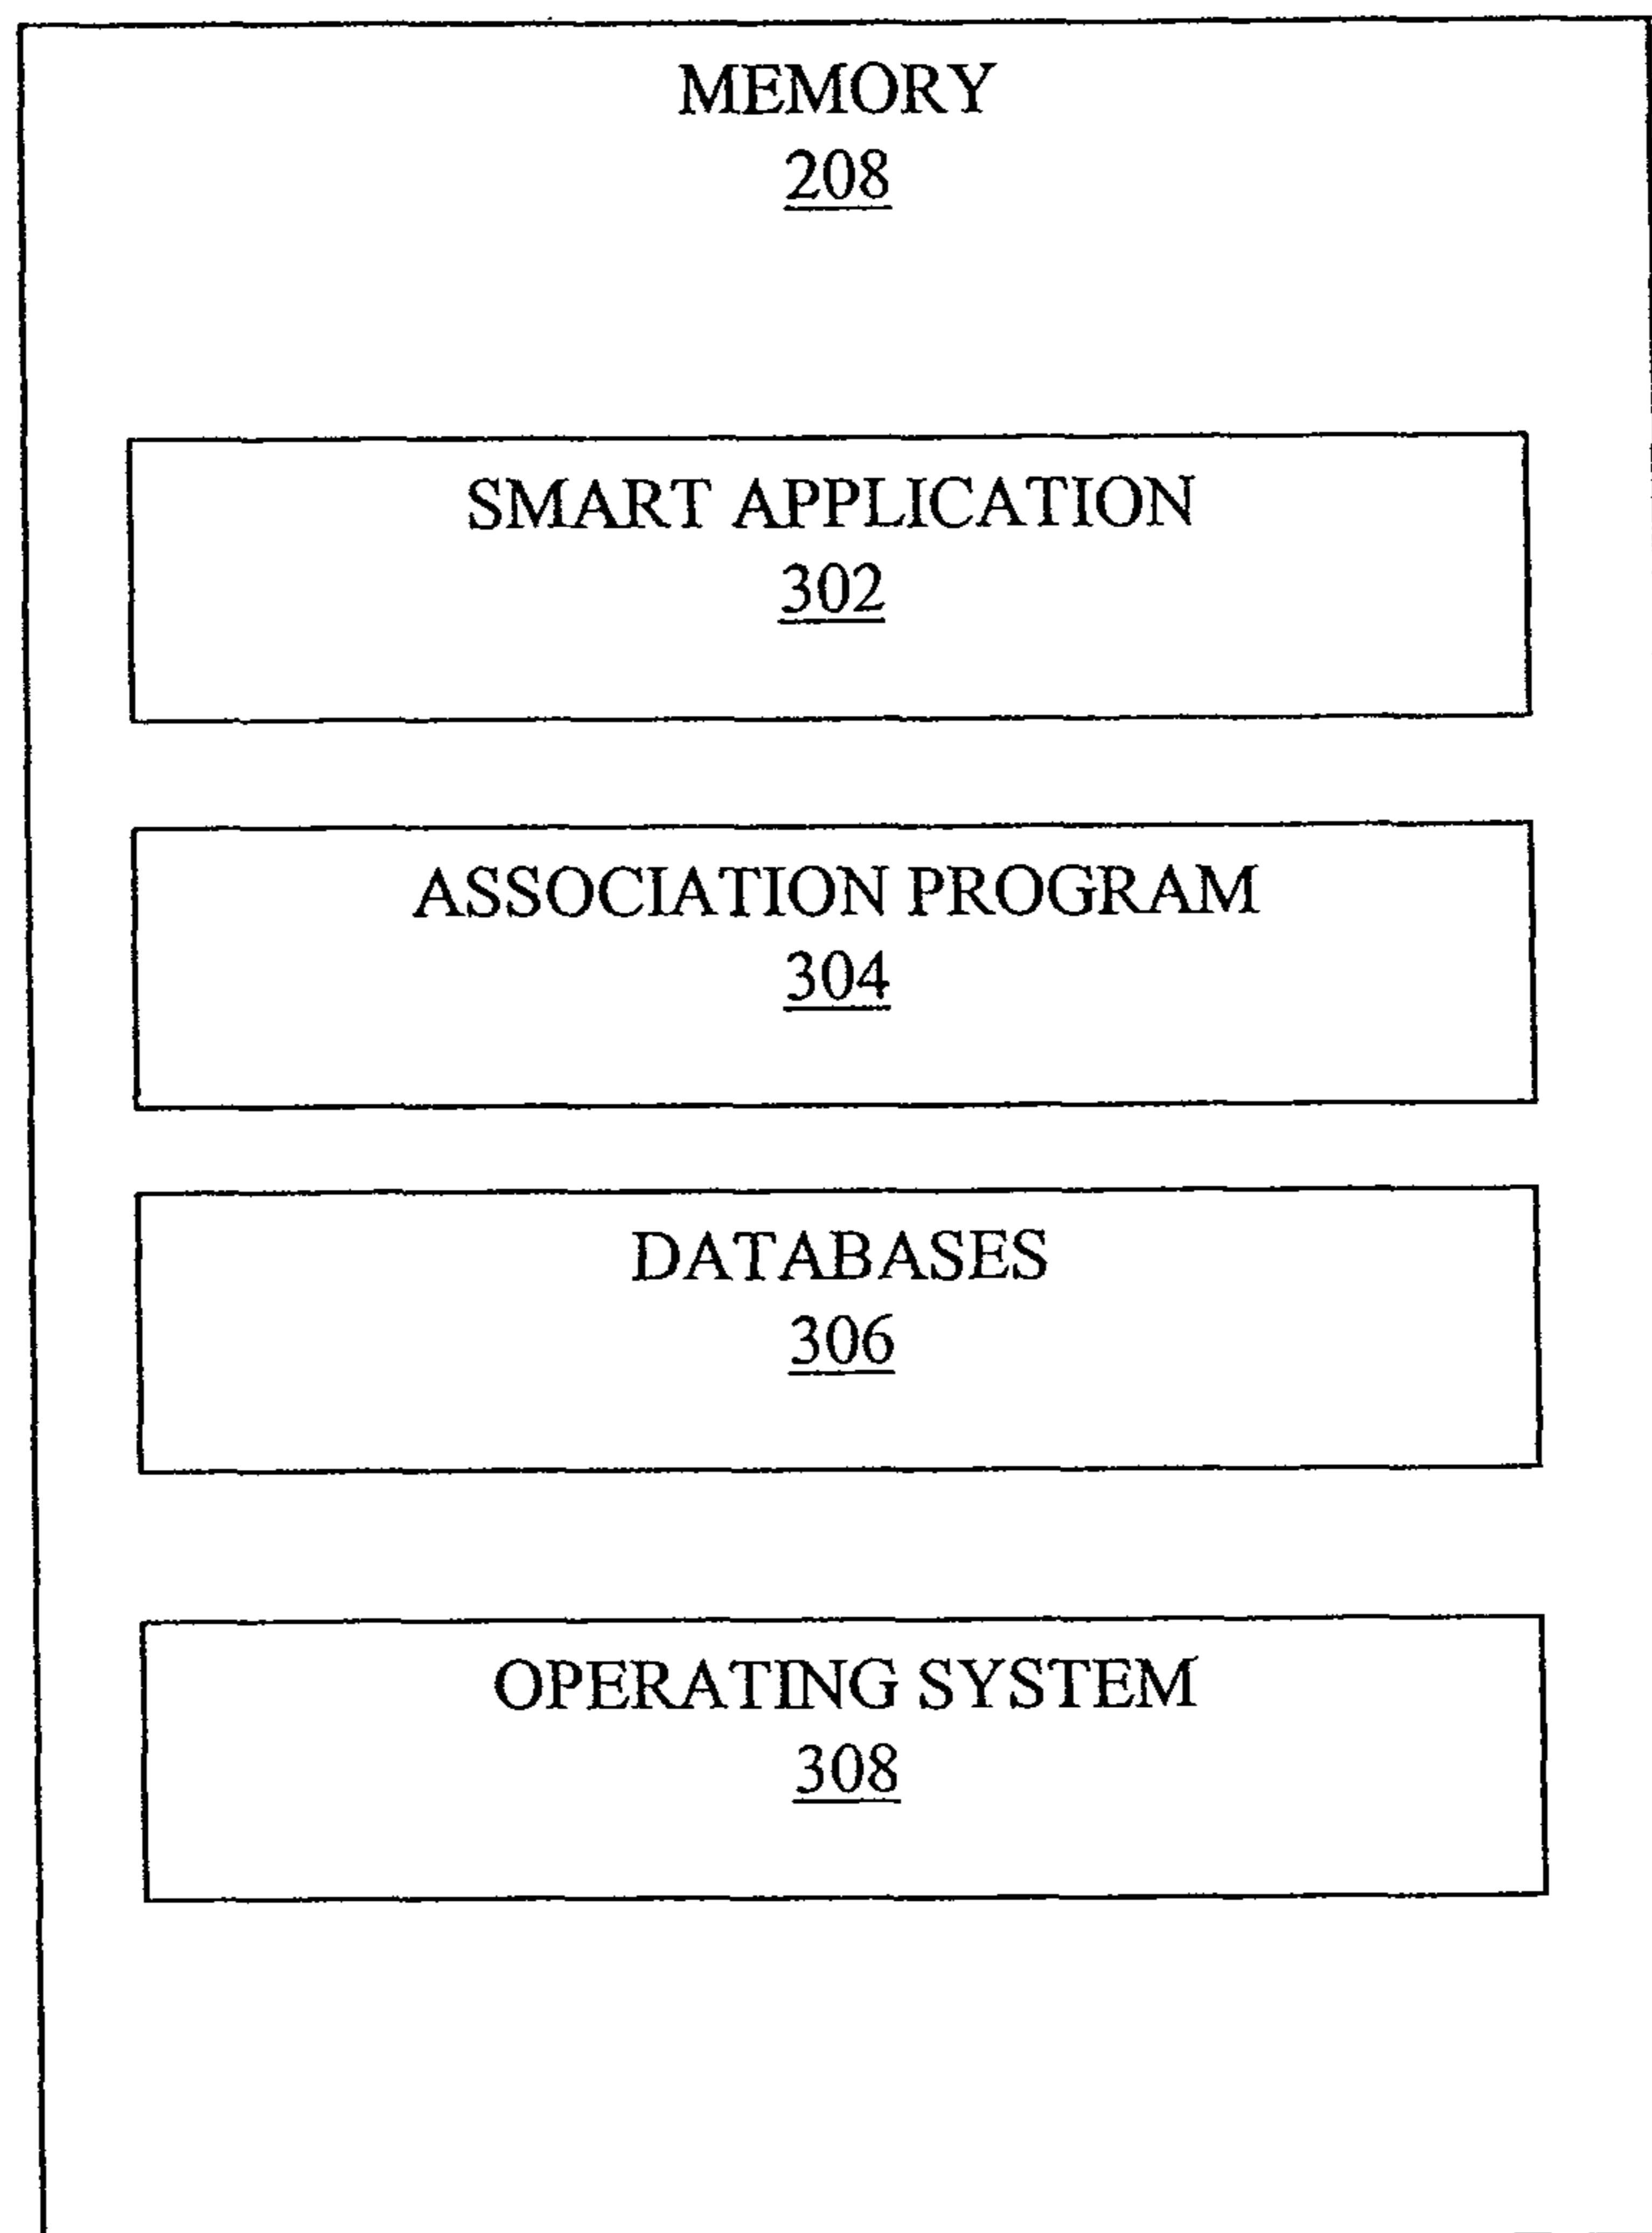 MEMORY
208
SMART APPLICATION
302
ASSOCIATION PROGRAM
304
DATABASES
306
OPERATING SYSTEM
308